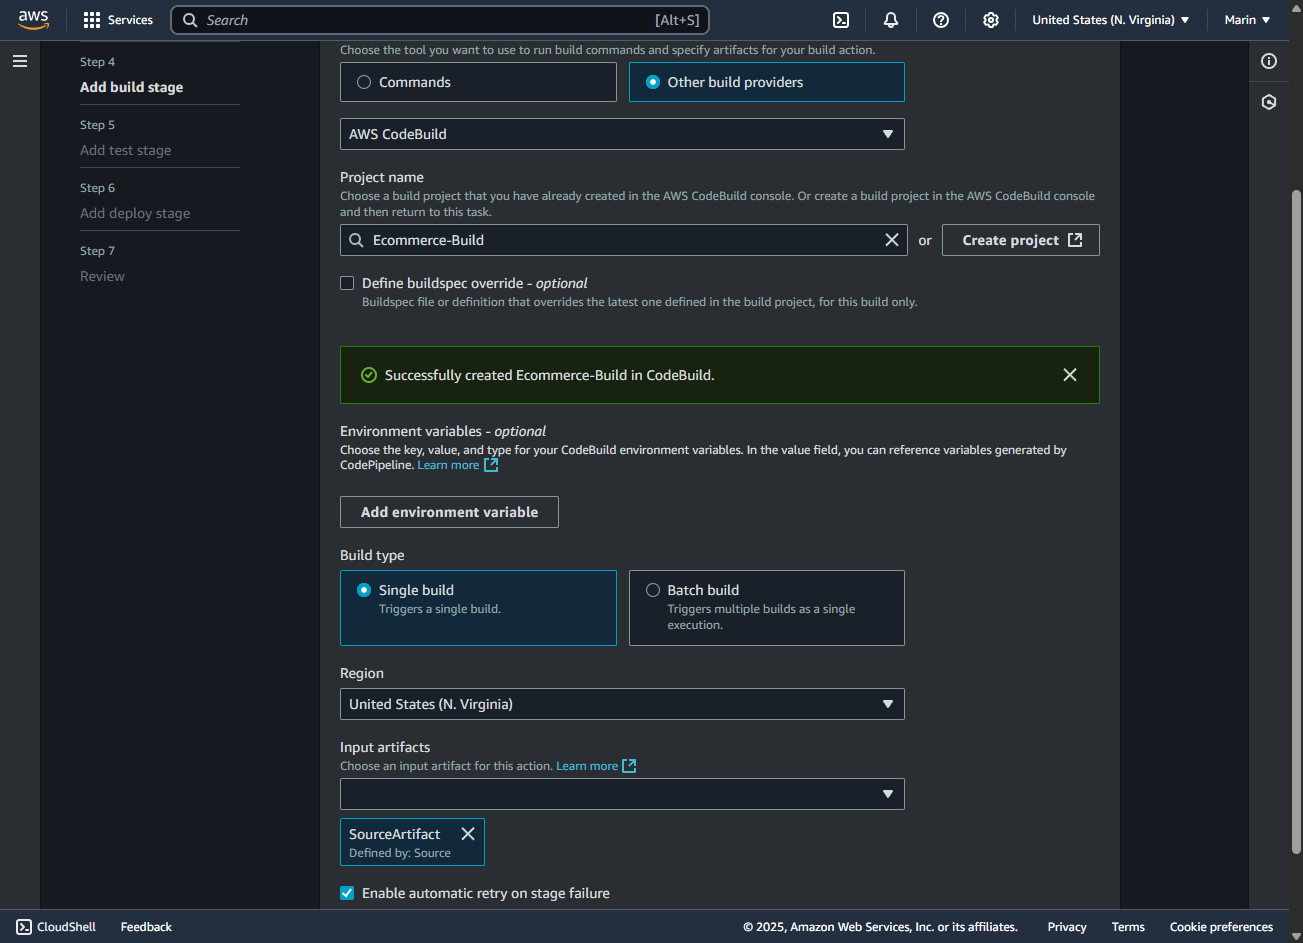 aws
Services
Search
[Alt+S]
United States (N. Virginia)
Marin
Step 4
Add build stage
Step 5
Add test stage
Step 6
Add deploy stage
Step 7
Review
Choose the tool you want to use to run build commands and specify artifacts for your build action.
Commands
Other build providers
AWS CodeBuild
Project name
Choose a build project that you have already created in the AWS CodeBuild console. Or create a build project in the AWS CodeBuild console
and then return to this task.
Ecommerce-Build
or
Create project
Define buildspec override - optional
Buildspec file or definition that overrides the latest one defined in the build project, for this build only.
Successfully created Ecommerce-Build in CodeBuild.
Environment variables - optional
Choose the key, value, and type for your CodeBuild environment variables. In the value field, you can reference variables generated by
CodePipeline. Learn more
Add environment variable
Build type
Single build
Triggers a single build.
Batch build
Triggers multiple builds as a single
execution.
Region
United States (N. Virginia)
Input artifacts
Choose an input artifact for this action. Learn more
SourceArtifact
Defined by: Source
Enable automatic retry on stage failure
CloudShell
Feedback
© 2025, Amazon Web Services, Inc. or its affiliates.
Privacy
Terms
Cookie preferences